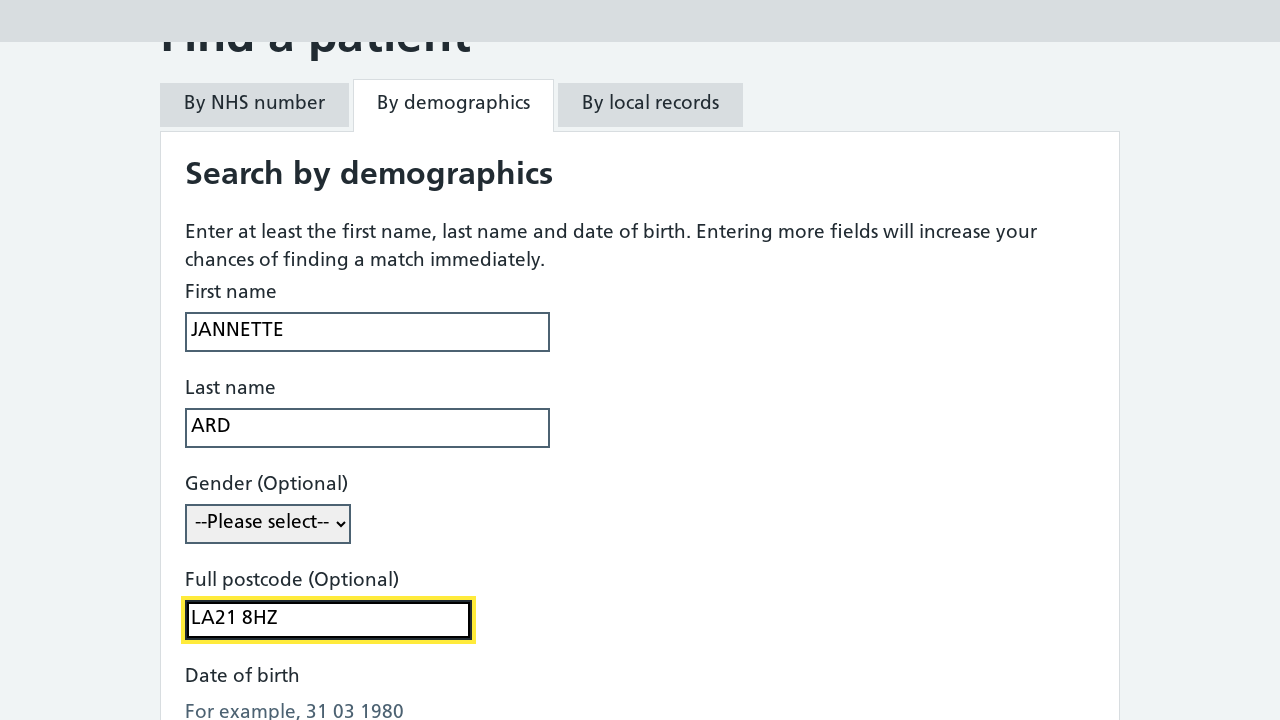 Find a patient
By NHS number
By demographics
By local records
Search by demographics
Enter at least the first name, last name and date of birth. Entering more fields will increase your
chances of finding a match immediately.
First name
JANNETTE
Last name
ARD
Gender (Optional)
--Please select--
Full postcode (Optional)
LA21 8HZ
Date of birth
For example, 31 03 1980